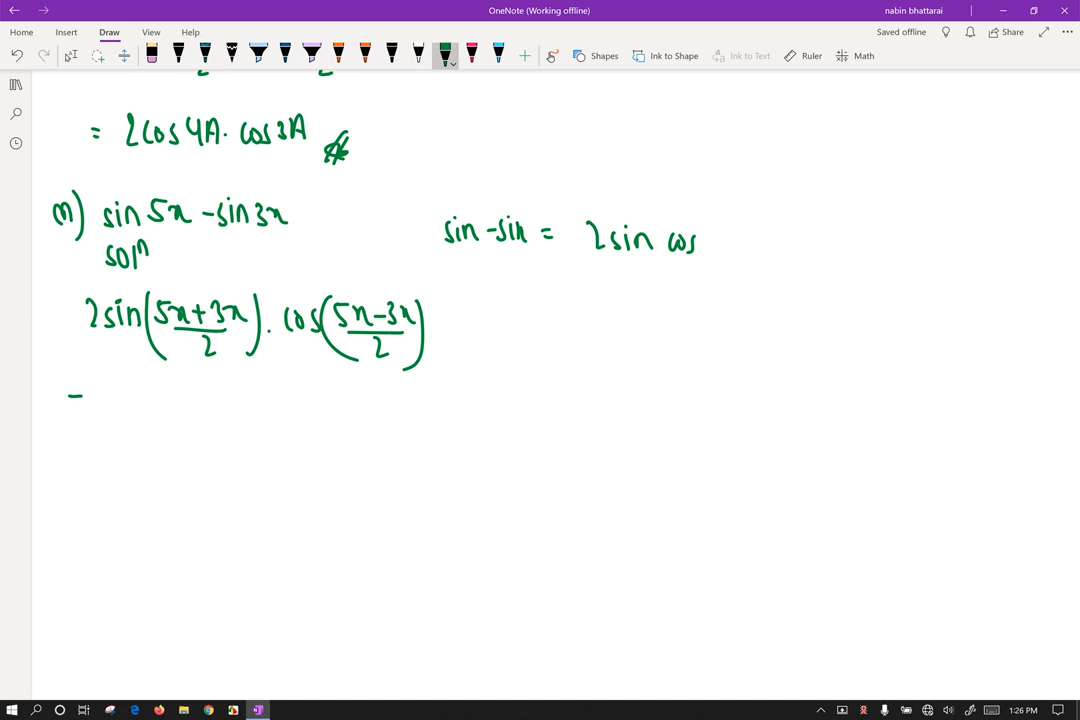 OneNote (Working offline)
nabin bhattarai
Home Insert Draw View Help
Saved offline
Share
Shapes
Ink to Shape
Ink to Text
Ruler
Math
2 2
= 2cos4A. cos3A
n) sin5x - sin3x
soln
sin - sin = 2sin cos
2sin(5x+3x/2). cos(5x-3x/2)
-
1:26 PM